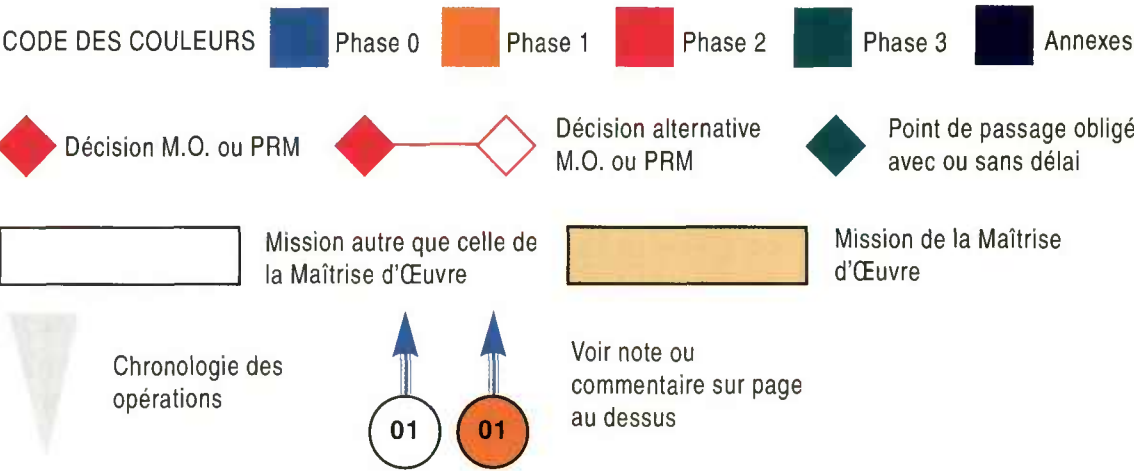 CODE DES COULEURS Phase 0 Phase 1 Phase 2 Phase 3 Annexes
Décision M.O. ou PRM
Décision alternative
M.O. ou PRM
Point de passage obligé
avec ou sans délai
Mission autre que celle de
la Maîtrise d'Œuvre
Mission de la Maîtrise
d'Œuvre
Chronologie des
opérations
01 01
Voir note ou
commentaire sur page
au dessus